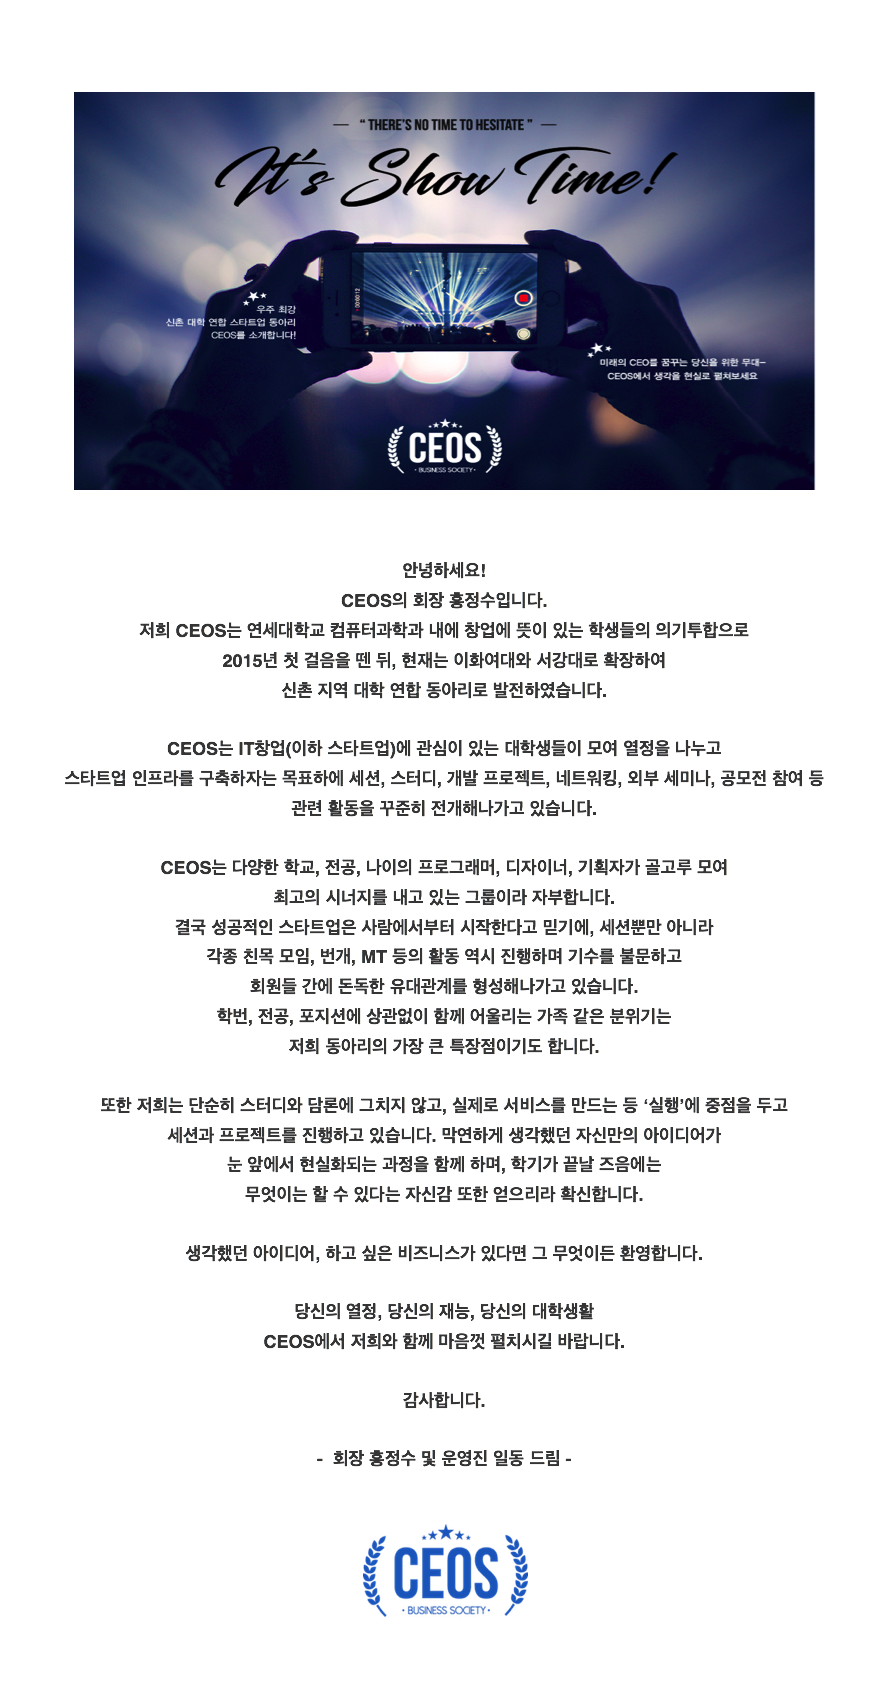 “ THERE'S NO TIME TO HESITATE ”
It's Show Time!
00:00:12
우주 최강
신촌 대학 연합 스타트업 동아리
CEOS를 소개합니다!
미래의 CEO를 꿈꾸는 당신을 위한 무대–
CEOS에서 생각을 현실로 펼쳐보세요
CEOS
· BUSINESS SOCIETY ·
안녕하세요!
CEOS의 회장 홍정수입니다.
저희 CEOS는 연세대학교 컴퓨터과학과 내에 창업에 뜻이 있는 학생들의 의기투합으로
2015년 첫 걸음을 뗀 뒤, 현재는 이화여대와 서강대로 확장하여
신촌 지역 대학 연합 동아리로 발전하였습니다.
CEOS는 IT창업(이하 스타트업)에 관심이 있는 대학생들이 모여 열정을 나누고
스타트업 인프라를 구축하자는 목표하에 세션, 스터디, 개발 프로젝트, 네트워킹, 외부 세미나, 공모전 참여 등
관련 활동을 꾸준히 전개해나가고 있습니다.
CEOS는 다양한 학교, 전공, 나이의 프로그래머, 디자이너, 기획자가 골고루 모여
최고의 시너지를 내고 있는 그룹이라 자부합니다.
결국 성공적인 스타트업은 사람에서부터 시작한다고 믿기에, 세션뿐만 아니라
각종 친목 모임, 번개, MT 등의 활동 역시 진행하며 기수를 불문하고
회원들 간에 돈독한 유대관계를 형성해나가고 있습니다.
학번, 전공, 포지션에 상관없이 함께 어울리는 가족 같은 분위기는
저희 동아리의 가장 큰 특장점이기도 합니다.
또한 저희는 단순히 스터디와 담론에 그치지 않고, 실제로 서비스를 만드는 등 ‘실행’에 중점을 두고
세션과 프로젝트를 진행하고 있습니다. 막연하게 생각했던 자신만의 아이디어가
눈 앞에서 현실화되는 과정을 함께 하며, 학기가 끝날 즈음에는
무엇이든 할 수 있다는 자신감 또한 얻으리라 확신합니다.
생각했던 아이디어, 하고 싶은 비즈니스가 있다면 그 무엇이든 환영합니다.
당신의 열정, 당신의 재능, 당신의 대학생활
CEOS에서 저희와 함께 마음껏 펼치시길 바랍니다.
감사합니다.
- 회장 홍정수 및 운영진 일동 드림 -
CEOS
· BUSINESS SOCIETY ·